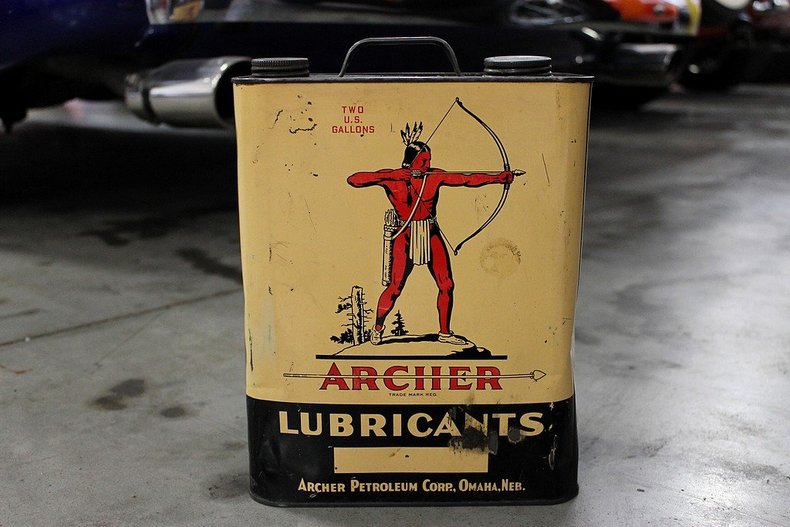 TWO
U.S.
GALLONS
ARCHER
TRADE MARK REG.
LUBRICANTS
ARCHER PETROLEUM CORP., OMAHA, NEB.